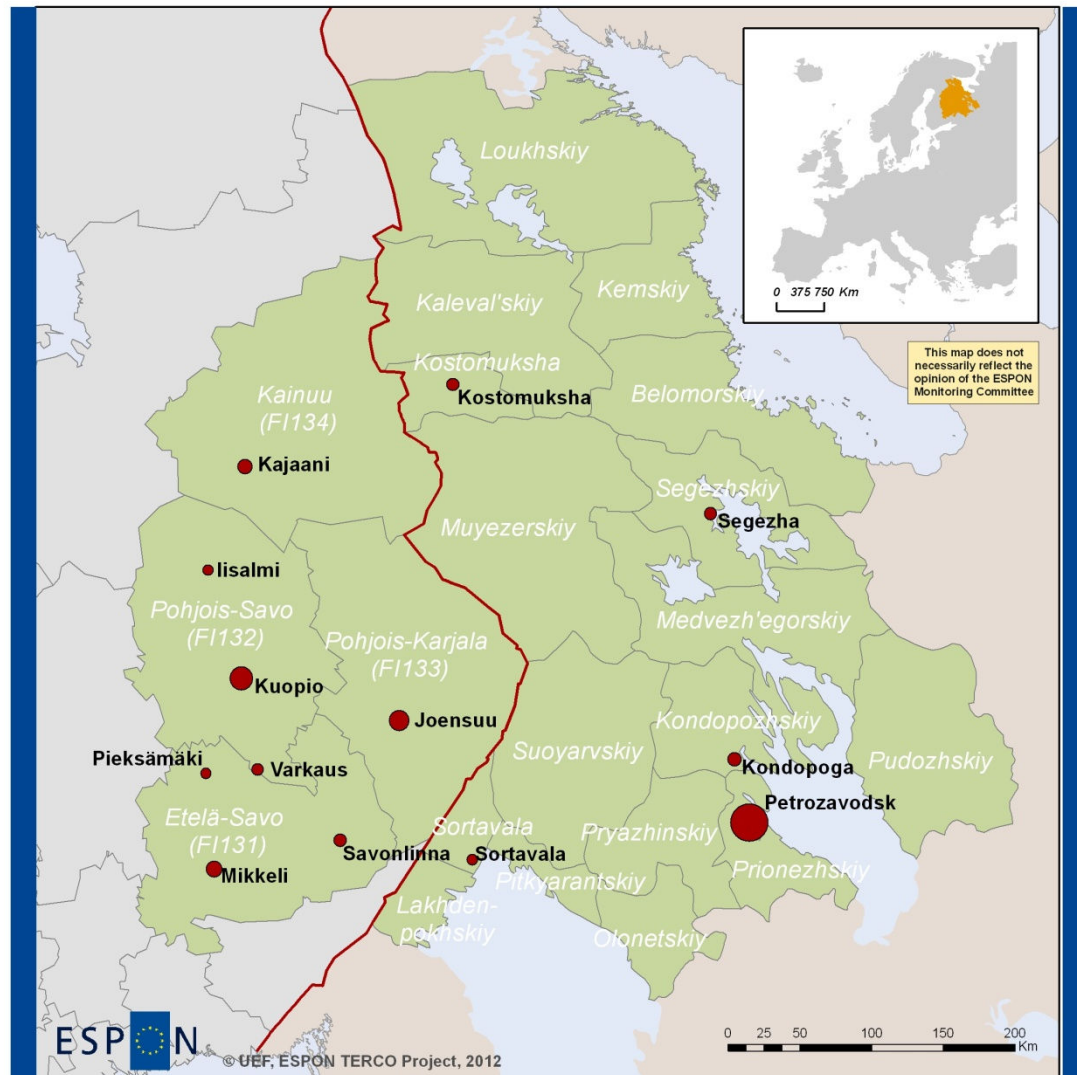 Loukhskiy
0 375 750 Km
Kaleval'skiy
Kemskiy
This map does not
necessarily reflect the
opinion of the ESPON
Monitoring Committee
Kostomuksha
Kostomuksha
Belomorskiy
Kainuu
(FI134)
Kajaani
Segezhskiy
Segezha
Muyezerskiy
Iisalmi
Pohjois-Savo
(FI132)
Kuopio
Pohjois-Karjala
(FI133)
Joensuu
Medvezh'egorskiy
Kondopozhskiy
Suoyarvskiy
Kondopoga
Pudozhskiy
Pieksämäki
Varkaus
Petrozavodsk
Etelä-Savo
(FI131)
Mikkeli
Savonlinna
Sortavala
Sortavala
Pryazhinskiy
Prionezhskiy
Pitkyarantskiy
Lakhden-
pokhskiy
Olonetskiy
ESPON
© UEF, ESPON TERCO Project, 2012
0 25 50 100 150 200
Km